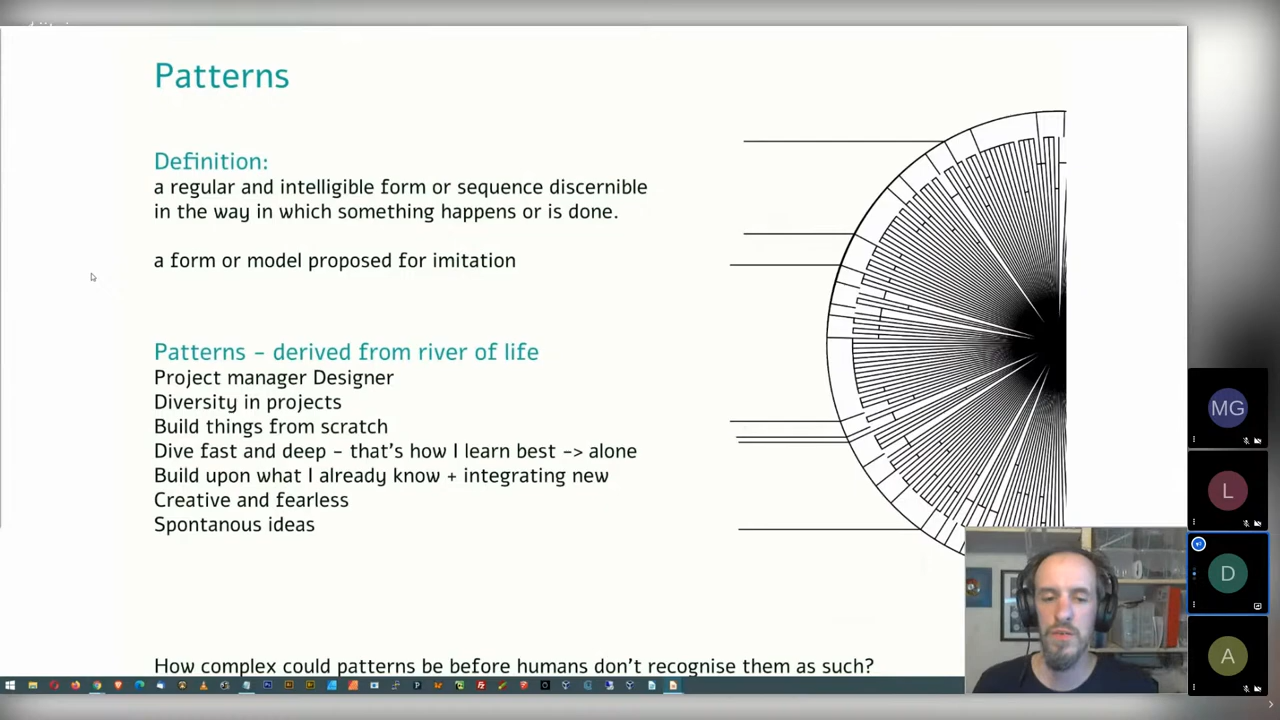 Patterns
Definition:
a regular and intelligible form or sequence discernible
in the way in which something happens or is done.
a form or model proposed for imitation
Patterns – derived from river of life
Project manager Designer
Diversity in projects
Build things from scratch
Dive fast and deep – that's how I learn best –> alone
Build upon what I already know + integrating new
Creative and fearless
Spontanous ideas
How complex could patterns be before humans don't recognise them as such?
MG
L
D
A